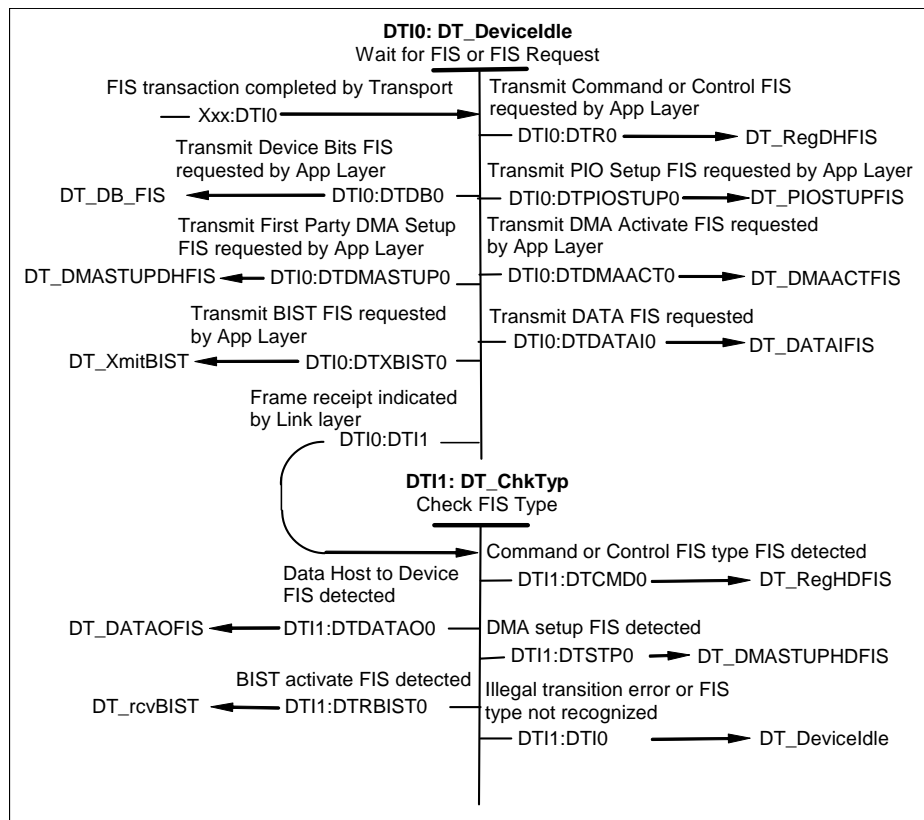 DTI0: DT_DeviceIdle
Wait for FIS or FIS Request
FIS transaction completed by Transport
Xxx:DTI0
Transmit Command or Control FIS
requested by App Layer
DTI0:DTR0
DT_RegDHFIS
Transmit Device Bits FIS
requested by App Layer
DT_DB_FIS
DTI0:DTDB0
Transmit PIO Setup FIS requested by App Layer
DTI0:DTPIOSTUP0
DT_PIOSTUPFIS
Transmit First Party DMA Setup
FIS requested by App Layer
DT_DMASTUPDHFIS
DTI0:DTDMASTUP0
Transmit DMA Activate FIS requested
by App Layer
DTI0:DTDMAACT0
DT_DMAACTFIS
Transmit BIST FIS requested
by App Layer
DT_XmitBIST
DTI0:DTXBIST0
Transmit DATA FIS requested
DTI0:DTDATAI0
DT_DATAIFIS
Frame receipt indicated
by Link layer
DTI0:DTI1
DTI1: DT_ChkTyp
Check FIS Type
Command or Control FIS type FIS detected
DTI1:DTCMD0
DT_RegHDFIS
Data Host to Device
FIS detected
DT_DATAOFIS
DTI1:DTDATAO0
DMA setup FIS detected
DTI1:DTSTP0
DT_DMASTUPHDFIS
BIST activate FIS detected
DT_rcvBIST
DTI1:DTRBIST0
Illegal transition error or FIS
type not recognized
DTI1:DTI0
DT_DeviceIdle